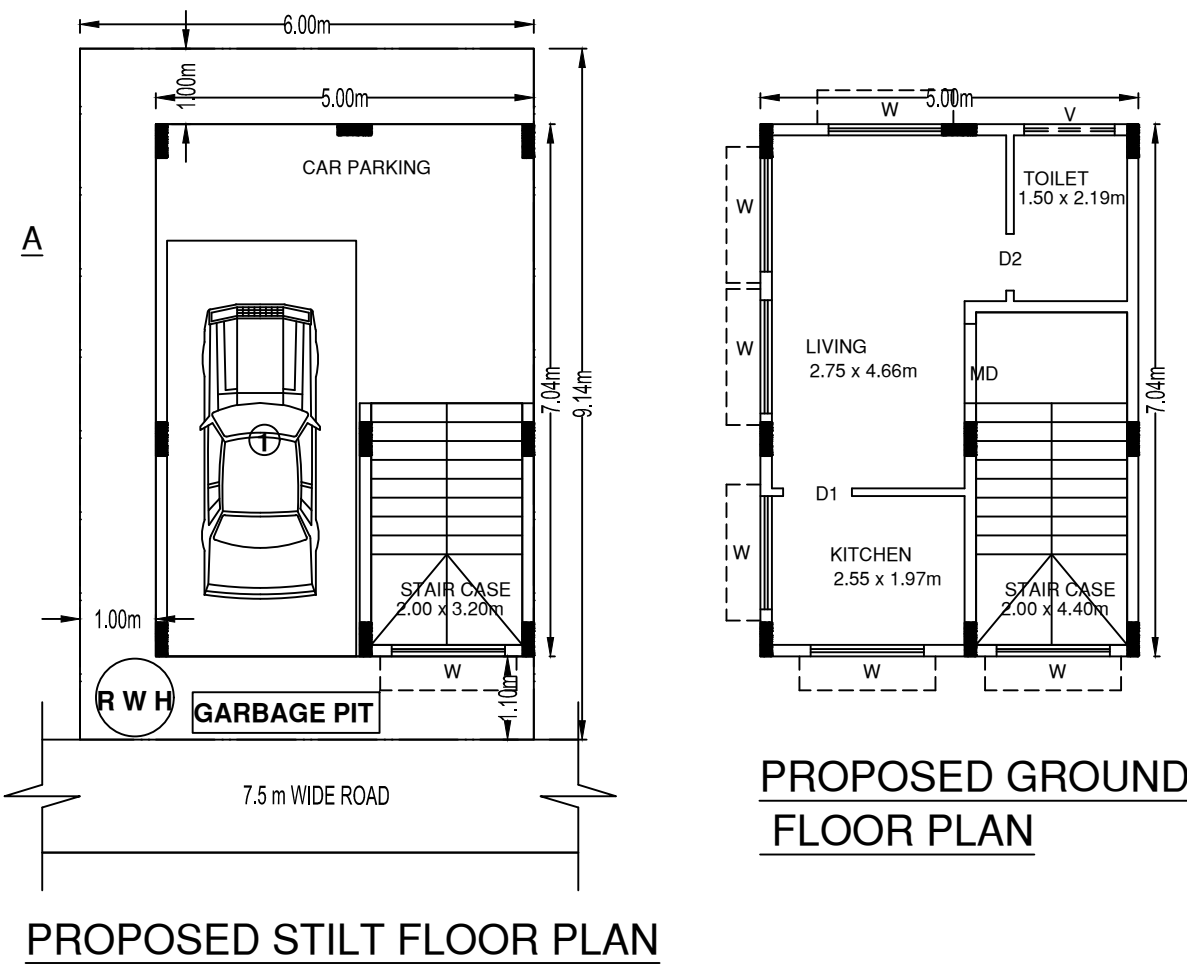 6.00m
1.00m
5.00m
CAR PARKING
A
1
7.04m
9.14m
STAIR CASE
2.00 x 3.20m
1.00m
W
1.10m
R W H
GARBAGE PIT
7.5 m WIDE ROAD
PROPOSED STILT FLOOR PLAN
5.00m
W
V
TOILET
1.50 x 2.19m
W
D2
W
LIVING
2.75 x 4.66m
MD
7.04m
D1
W
KITCHEN
2.55 x 1.97m
STAIR CASE
2.00 x 4.40m
W
W
PROPOSED GROUND
FLOOR PLAN